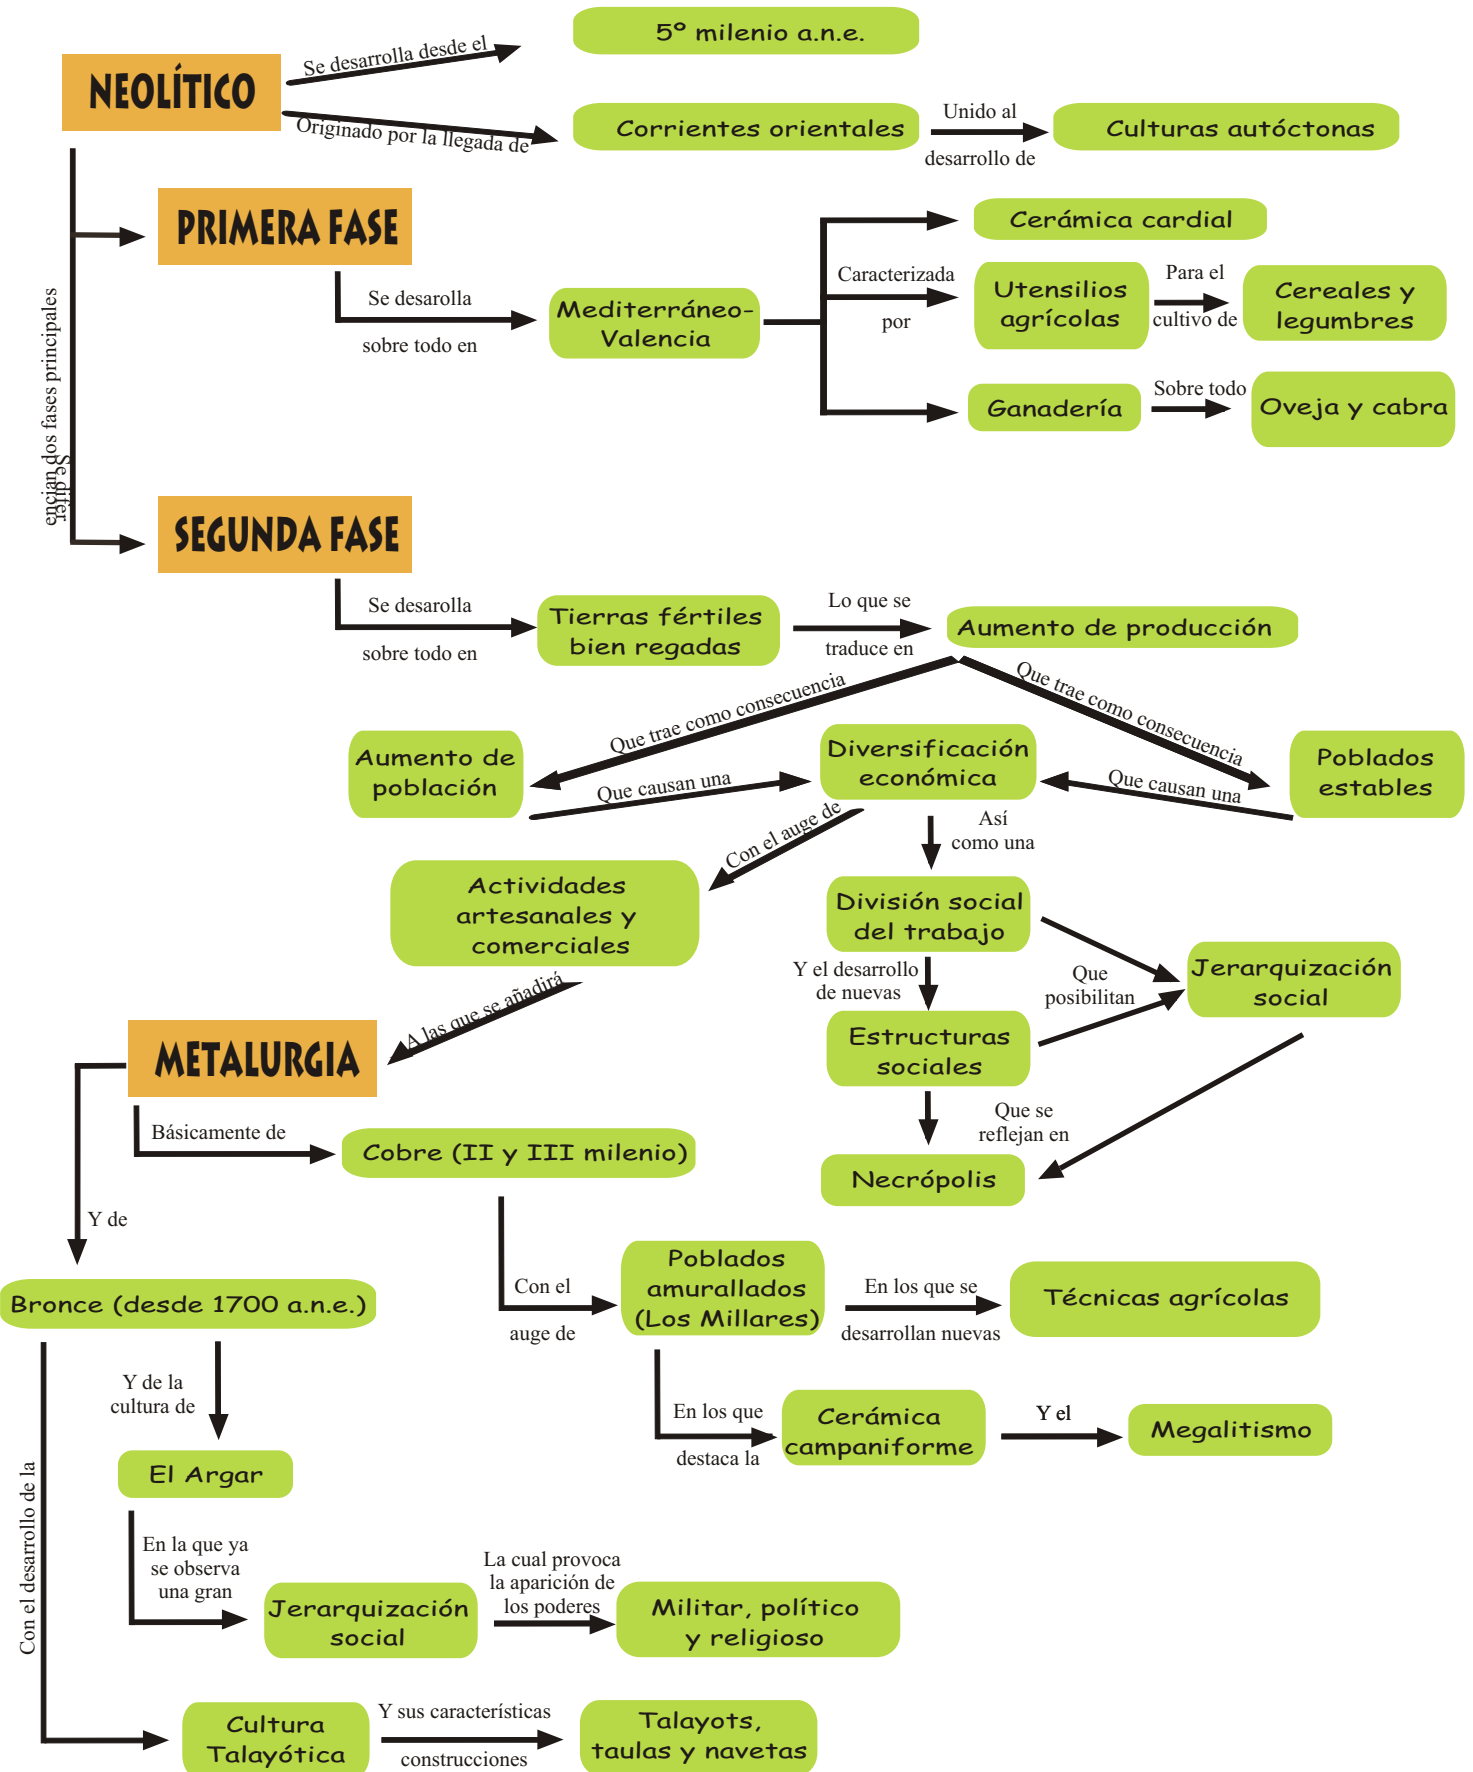 5º milenio a.n.e.
Se desarrolla desde el
NEOLÍTICO
Originado por la llegada de
Corrientes orientales
Unido al
desarrollo de
Culturas autóctonas
Se difer
encian dos fases principales
PRIMERA FASE
Se desarolla
sobre todo en
Mediterráneo-
Valencia
Caracterizada
por
Cerámica cardial
Utensilios
agrícolas
Para el
cultivo de
Cereales y
legumbres
Ganadería
Sobre todo
Oveja y cabra
SEGUNDA FASE
Se desarolla
sobre todo en
Tierras fértiles
bien regadas
Lo que se
traduce en
Aumento de producción
Que trae como consecuencia
Que trae como consecuencia
Aumento de
población
Que causan una
Diversificación
económica
Que causan una
Poblados
estables
Con el auge de
Así
como una
Actividades
artesanales y
comerciales
División social
del trabajo
Y el desarrollo
de nuevas
Que
posibilitan
Jerarquización
social
Estructuras
sociales
Que se
reflejan en
Necrópolis
A las que se añadirá
METALURGIA
Básicamente de
Cobre (II y III milenio)
Y de
Bronce (desde 1700 a.n.e.)
Con el
auge de
Poblados
amurallados
(Los Millares)
En los que se
desarrollan nuevas
Técnicas agrícolas
En los que
destaca la
Cerámica
campaniforme
Y el
Megalitismo
Y de la
cultura de
El Argar
En la que ya
se observa
una gran
Jerarquización
social
La cual provoca
la aparición de
los poderes
Militar, político
y religioso
Con el desarrollo de la
Cultura
Talayótica
Y sus características
construcciones
Talayots,
taulas y navetas